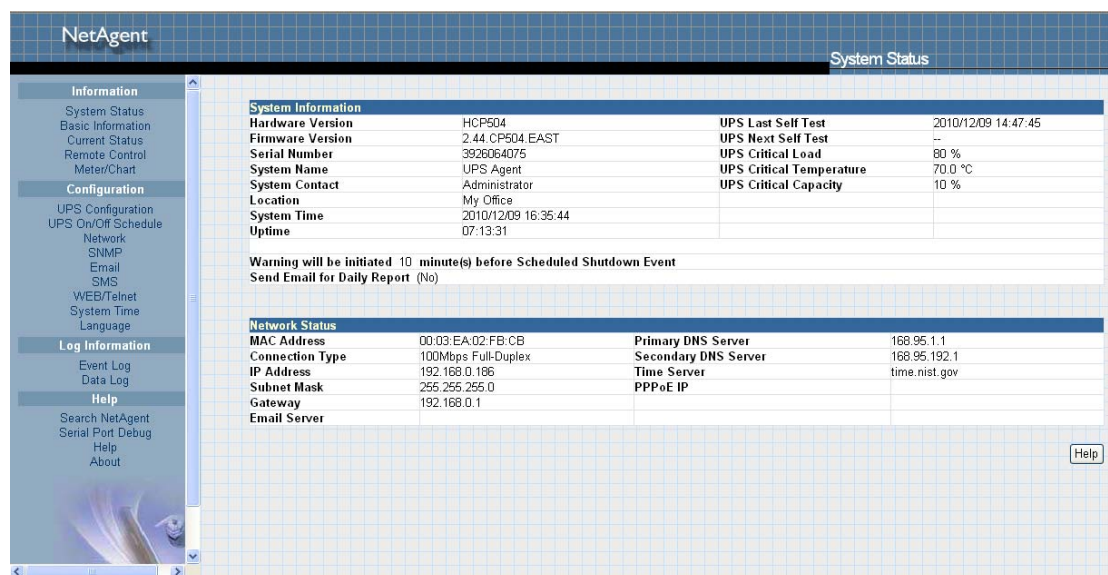 NetAgent
System Status
Information
System Status
Basic Information
Current Status
Remote Control
Meter/Chart
Configuration
UPS Configuration
UPS On/Off Schedule
Network
SNMP
Email
SMS
WEB/Telnet
System Time
Language
Log Information
Event Log
Data Log
Help
Search NetAgent
Serial Port Debug
Help
About
System Information
Hardware Version HCP504 UPS Last Self Test 2010/12/09 14:47:45
Firmware Version 2.44.CP504.EAST UPS Next Self Test --
Serial Number 3926064075 UPS Critical Load 80 %
System Name UPS Agent UPS Critical Temperature 70.0 °C
System Contact Administrator UPS Critical Capacity 10 %
Location My Office
System Time 2010/12/09 16:35:44
Uptime 07:13:31
Warning will be initiated 10 minute(s) before Scheduled Shutdown Event
Send Email for Daily Report (No)
Network Status
MAC Address 00:03:EA:02:FB:CB Primary DNS Server 168.95.1.1
Connection Type 100Mbps Full-Duplex Secondary DNS Server 168.95.192.1
IP Address 192.168.0.186 Time Server time.nist.gov
Subnet Mask 255.255.255.0 PPPoE IP
Gateway 192.168.0.1
Email Server
Help